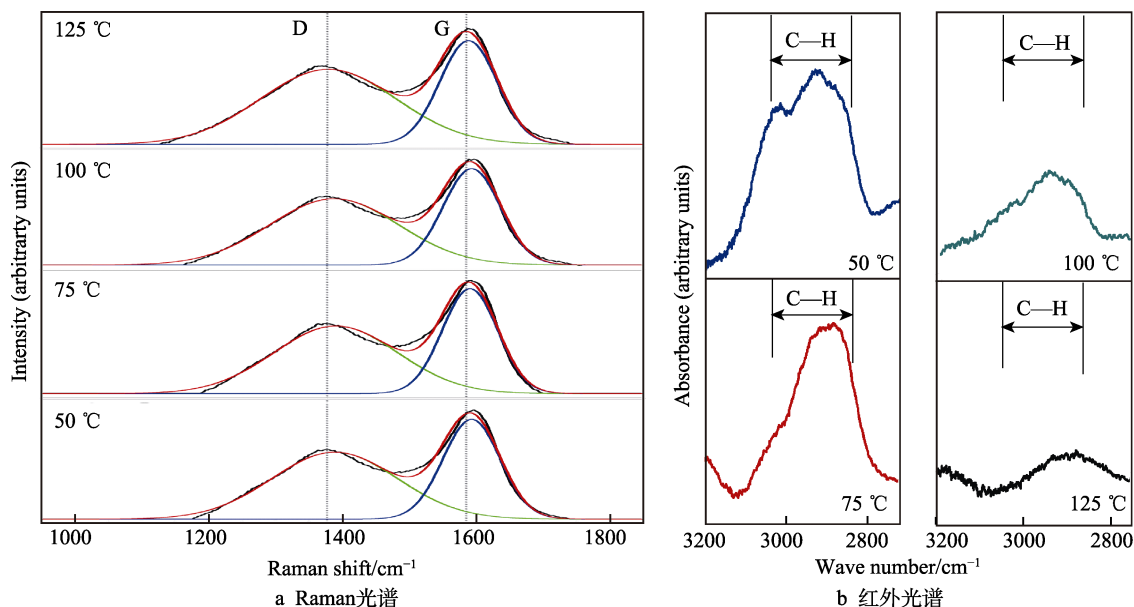 125 ℃
D
G
100 ℃
75 ℃
50 ℃
Intensity (arbitrarty units)
1000
1200
1400
1600
1800
Raman shift/cm⁻¹
a Raman光谱
C—H
50 ℃
C—H
100 ℃
C—H
75 ℃
C—H
125 ℃
Absorbance (arbitrary units)
3200
3000
2800
3200
3000
2800
Wave number/cm⁻¹
b 红外光谱